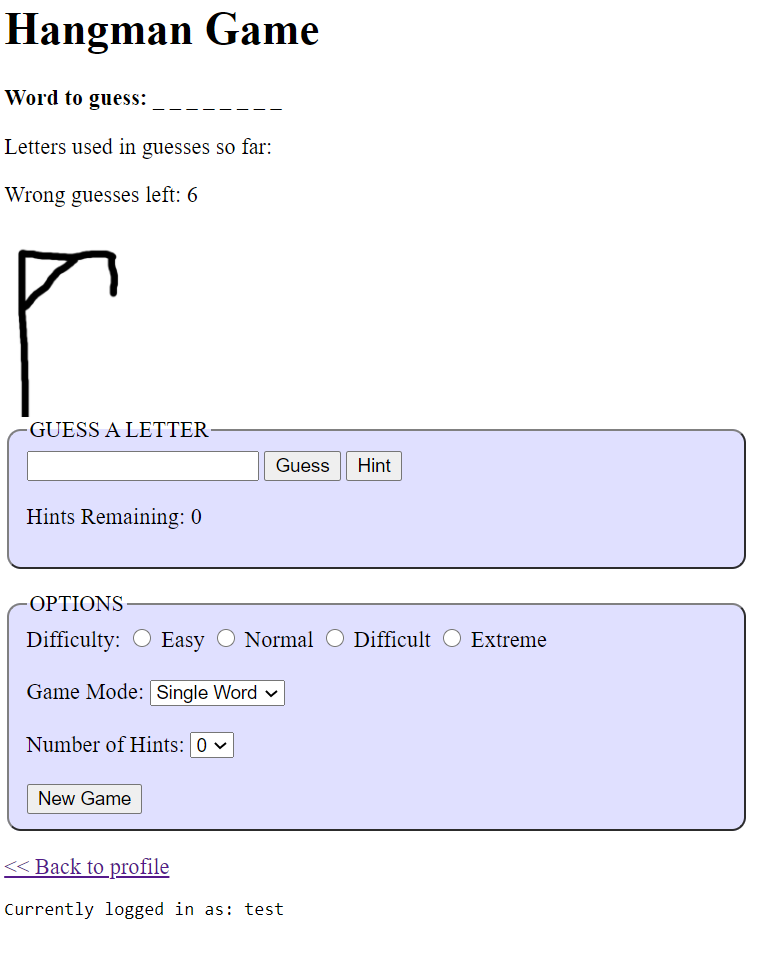 Hangman Game
Word to guess: _ _ _ _ _ _ _ _
Letters used in guesses so far:
Wrong guesses left: 6
GUESS A LETTER
Guess Hint
Hints Remaining: 0
OPTIONS
Difficulty: Easy Normal Difficult Extreme
Game Mode: Single Word
Number of Hints: 0
New Game
<< Back to profile
Currently logged in as: test